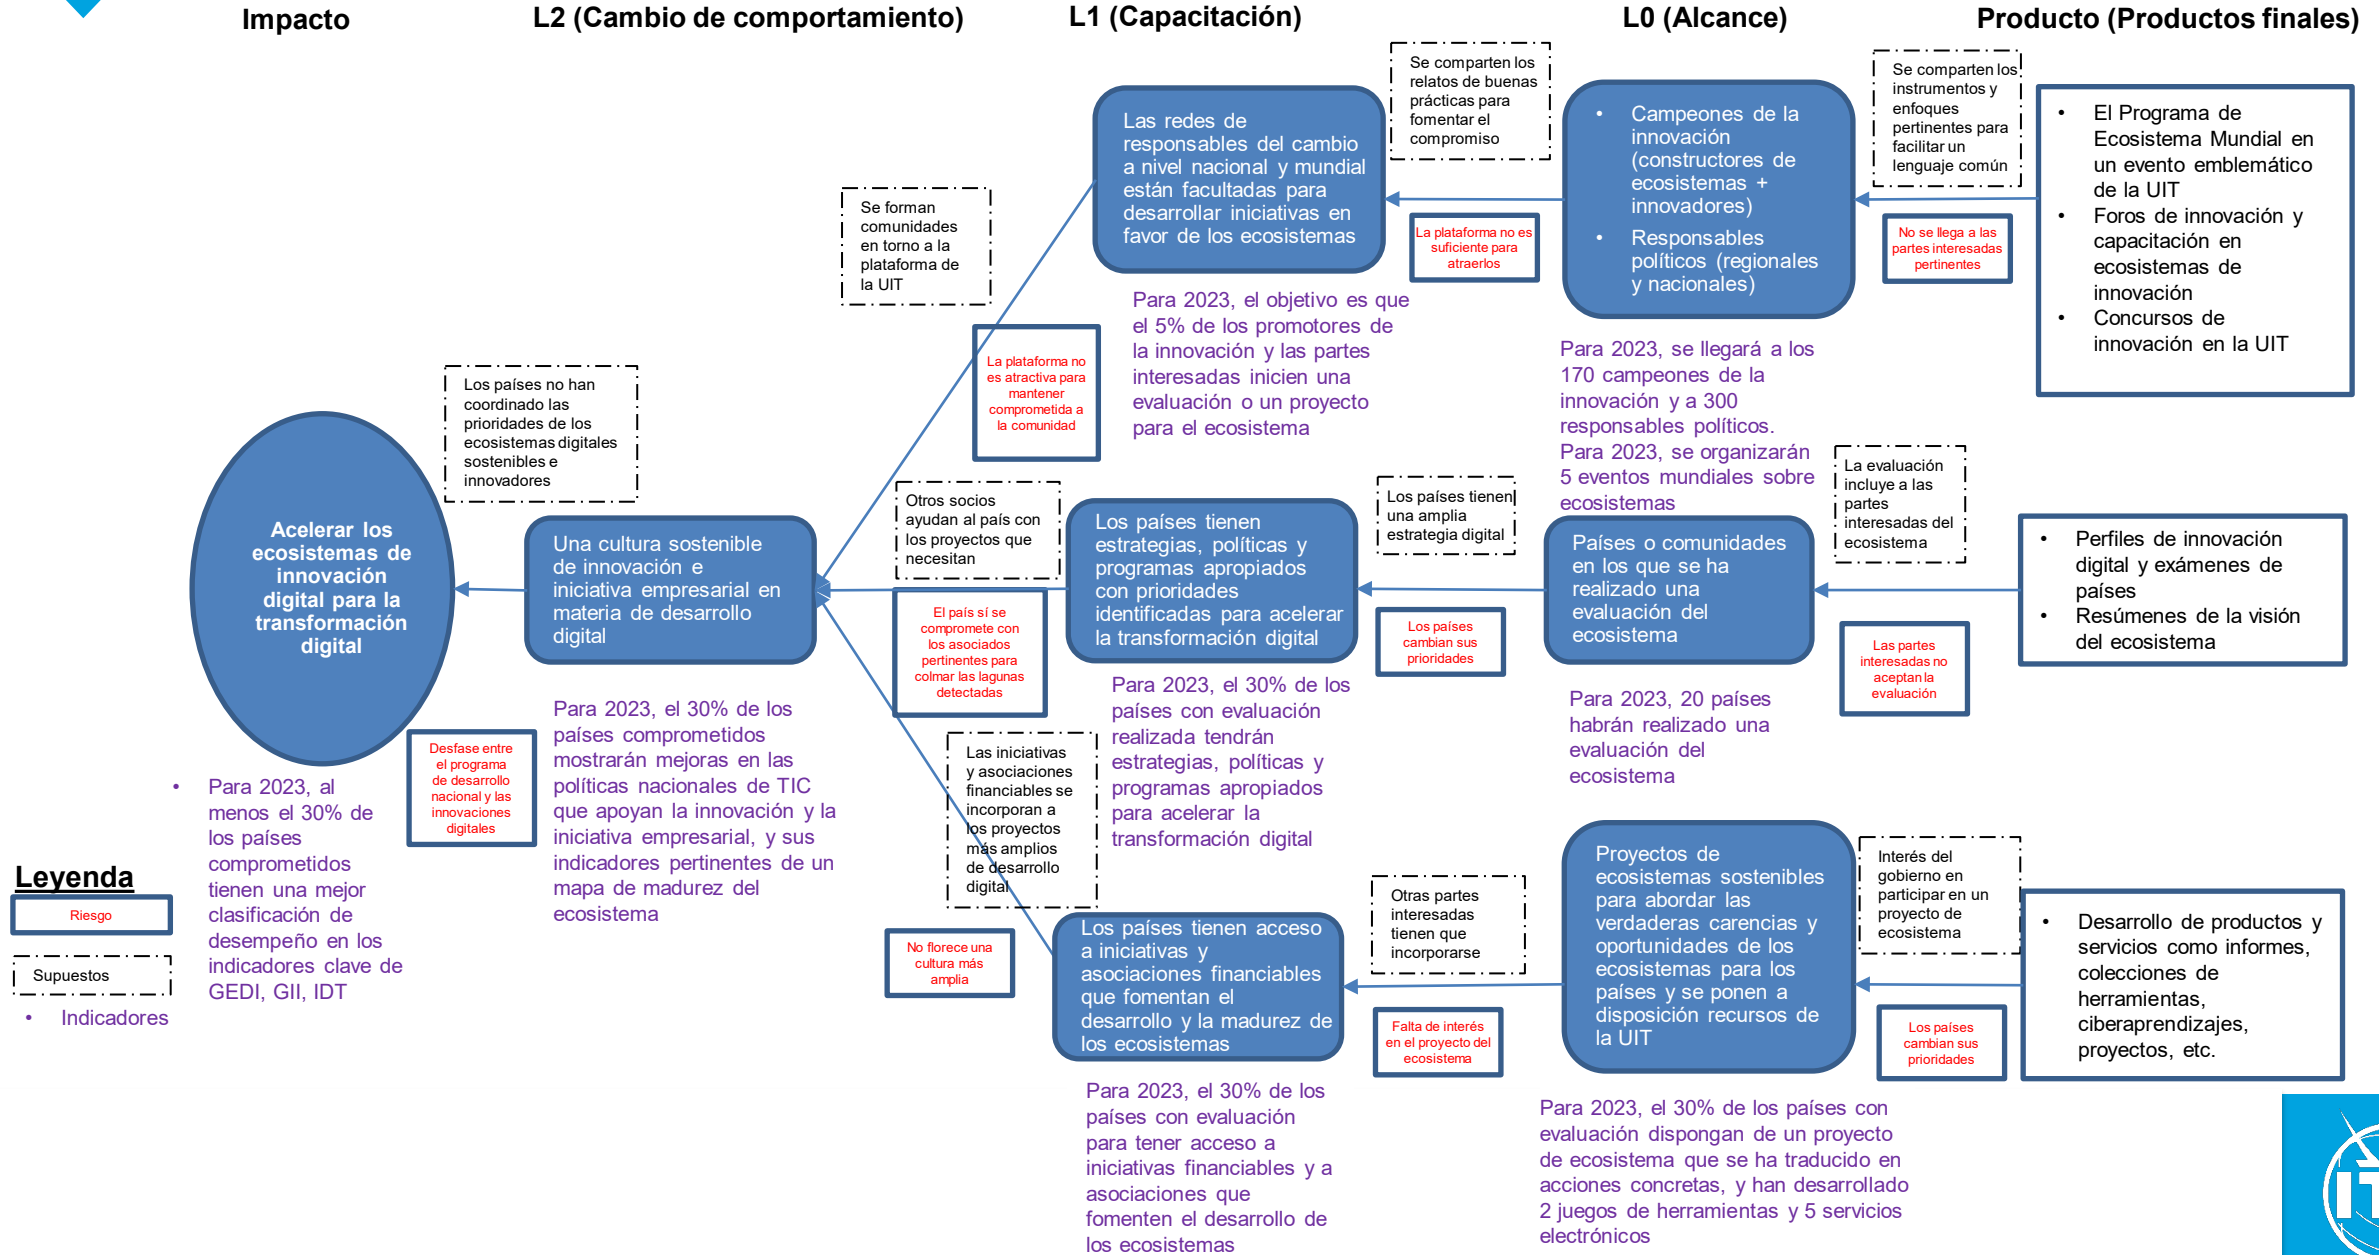 Impacto
L2 (Cambio de comportamiento)
L1 (Capacitación)
L0 (Alcance)
Producto (Productos finales)
Acelerar los
ecosistemas de
innovación
digital para la
transformación
digital
• Para 2023, al
menos el 30% de
los países
comprometidos
tienen una mejor
clasificación de
desempeño en los
indicadores clave de
GEDI, GII, IDT
Leyenda
Riesgo
Supuestos
• Indicadores
Los países no han
coordinado las
prioridades de los
ecosistemas digitales
sostenibles e
innovadores
Desfase entre
el programa
de desarrollo
nacional y las
innovaciones
digitales
Una cultura sostenible
de innovación e
iniciativa empresarial en
materia de desarrollo
digital
Para 2023, el 30% de los
países comprometidos
mostrarán mejoras en las
políticas nacionales de TIC
que apoyan la innovación y la
iniciativa empresarial, y sus
indicadores pertinentes de un
mapa de madurez del
ecosistema
Se forman
comunidades
en torno a la
plataforma de
la UIT
La plataforma no
es atractiva para
mantener
comprometida a
la comunidad
Otros socios
ayudan al país con
los proyectos que
necesitan
El país sí se
compromete con
los asociados
pertinentes para
colmar las lagunas
detectadas
Las iniciativas
y asociaciones
financiables se
incorporan a
los proyectos
más amplios
de desarrollo
digital
No florece una
cultura más
amplia
Las redes de
responsables del cambio
a nivel nacional y mundial
están facultadas para
desarrollar iniciativas en
favor de los ecosistemas
Para 2023, el objetivo es que
el 5% de los promotores de
la innovación y las partes
interesadas inicien una
evaluación o un proyecto
para el ecosistema
Los países tienen
estrategias, políticas y
programas apropiados
con prioridades
identificadas para acelerar
la transformación digital
Para 2023, el 30% de los
países con evaluación
realizada tendrán
estrategias, políticas y
programas apropiados
para acelerar la
transformación digital
Los países tienen acceso
a iniciativas y
asociaciones financiables
que fomentan el
desarrollo y la madurez de
los ecosistemas
Para 2023, el 30% de los
países con evaluación
para tener acceso a
iniciativas financiables y a
asociaciones que
fomenten el desarrollo de
los ecosistemas
Se comparten los
relatos de buenas
prácticas para
fomentar el
compromiso
La plataforma no es
suficiente para
atraerlos
Los países tienen
una amplia
estrategia digital
Los países
cambian sus
prioridades
Otras partes
interesadas
tienen que
incorporarse
Falta de interés
en el proyecto del
ecosistema
• Campeones de la
innovación
(constructores de
ecosistemas +
innovadores)
• Responsables
políticos (regionales
y nacionales)
Para 2023, se llegará a los
170 campeones de la
innovación y a 300
responsables políticos.
Para 2023, se organizarán
5 eventos mundiales sobre
ecosistemas
Países o comunidades
en los que se ha
realizado una
evaluación del
ecosistema
Para 2023, 20 países
habrán realizado una
evaluación del
ecosistema
Proyectos de
ecosistemas sostenibles
para abordar las
verdaderas carencias y
oportunidades de los
ecosistemas para los
países y se ponen a
disposición recursos de
la UIT
Para 2023, el 30% de los países con
evaluación dispongan de un proyecto
de ecosistema que se ha traducido en
acciones concretas, y han desarrollado
2 juegos de herramientas y 5 servicios
electrónicos
Se comparten los
instrumentos y
enfoques
pertinentes para
facilitar un
lenguaje común
No se llega a las
partes interesadas
pertinentes
La evaluación
incluye a las
partes
interesadas del
ecosistema
Las partes
interesadas no
aceptan la
evaluación
Interés del
gobierno en
participar en un
proyecto de
ecosistema
Los países
cambian sus
prioridades
• El Programa de
Ecosistema Mundial en
un evento emblemático
de la UIT
• Foros de innovación y
capacitación en
ecosistemas de
innovación
• Concursos de
innovación en la UIT
• Perfiles de innovación
digital y exámenes de
países
• Resúmenes de la visión
del ecosistema
• Desarrollo de productos y
servicios como informes,
colecciones de
herramientas,
ciberaprendizajes,
proyectos, etc.